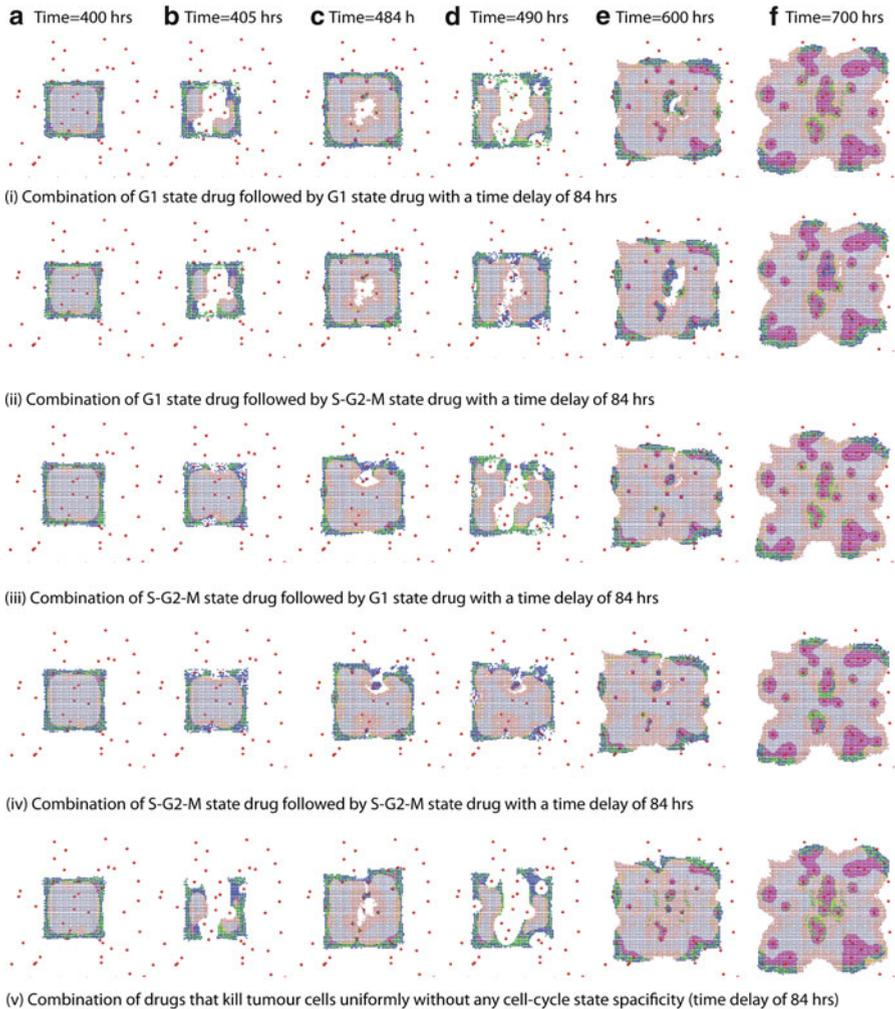 a Time=400 hrs b Time=405 hrs c Time=484 h d Time=490 hrs e Time=600 hrs f Time=700 hrs
(i) Combination of G1 state drug followed by G1 state drug with a time delay of 84 hrs
(ii) Combination of G1 state drug followed by S-G2-M state drug with a time delay of 84 hrs
(iii) Combination of S-G2-M state drug followed by G1 state drug with a time delay of 84 hrs
(iv) Combination of S-G2-M state drug followed by S-G2-M state drug with a time delay of 84 hrs
(v) Combination of drugs that kill tumour cells uniformly without any cell-cycle state spacificity (time delay of 84 hrs)